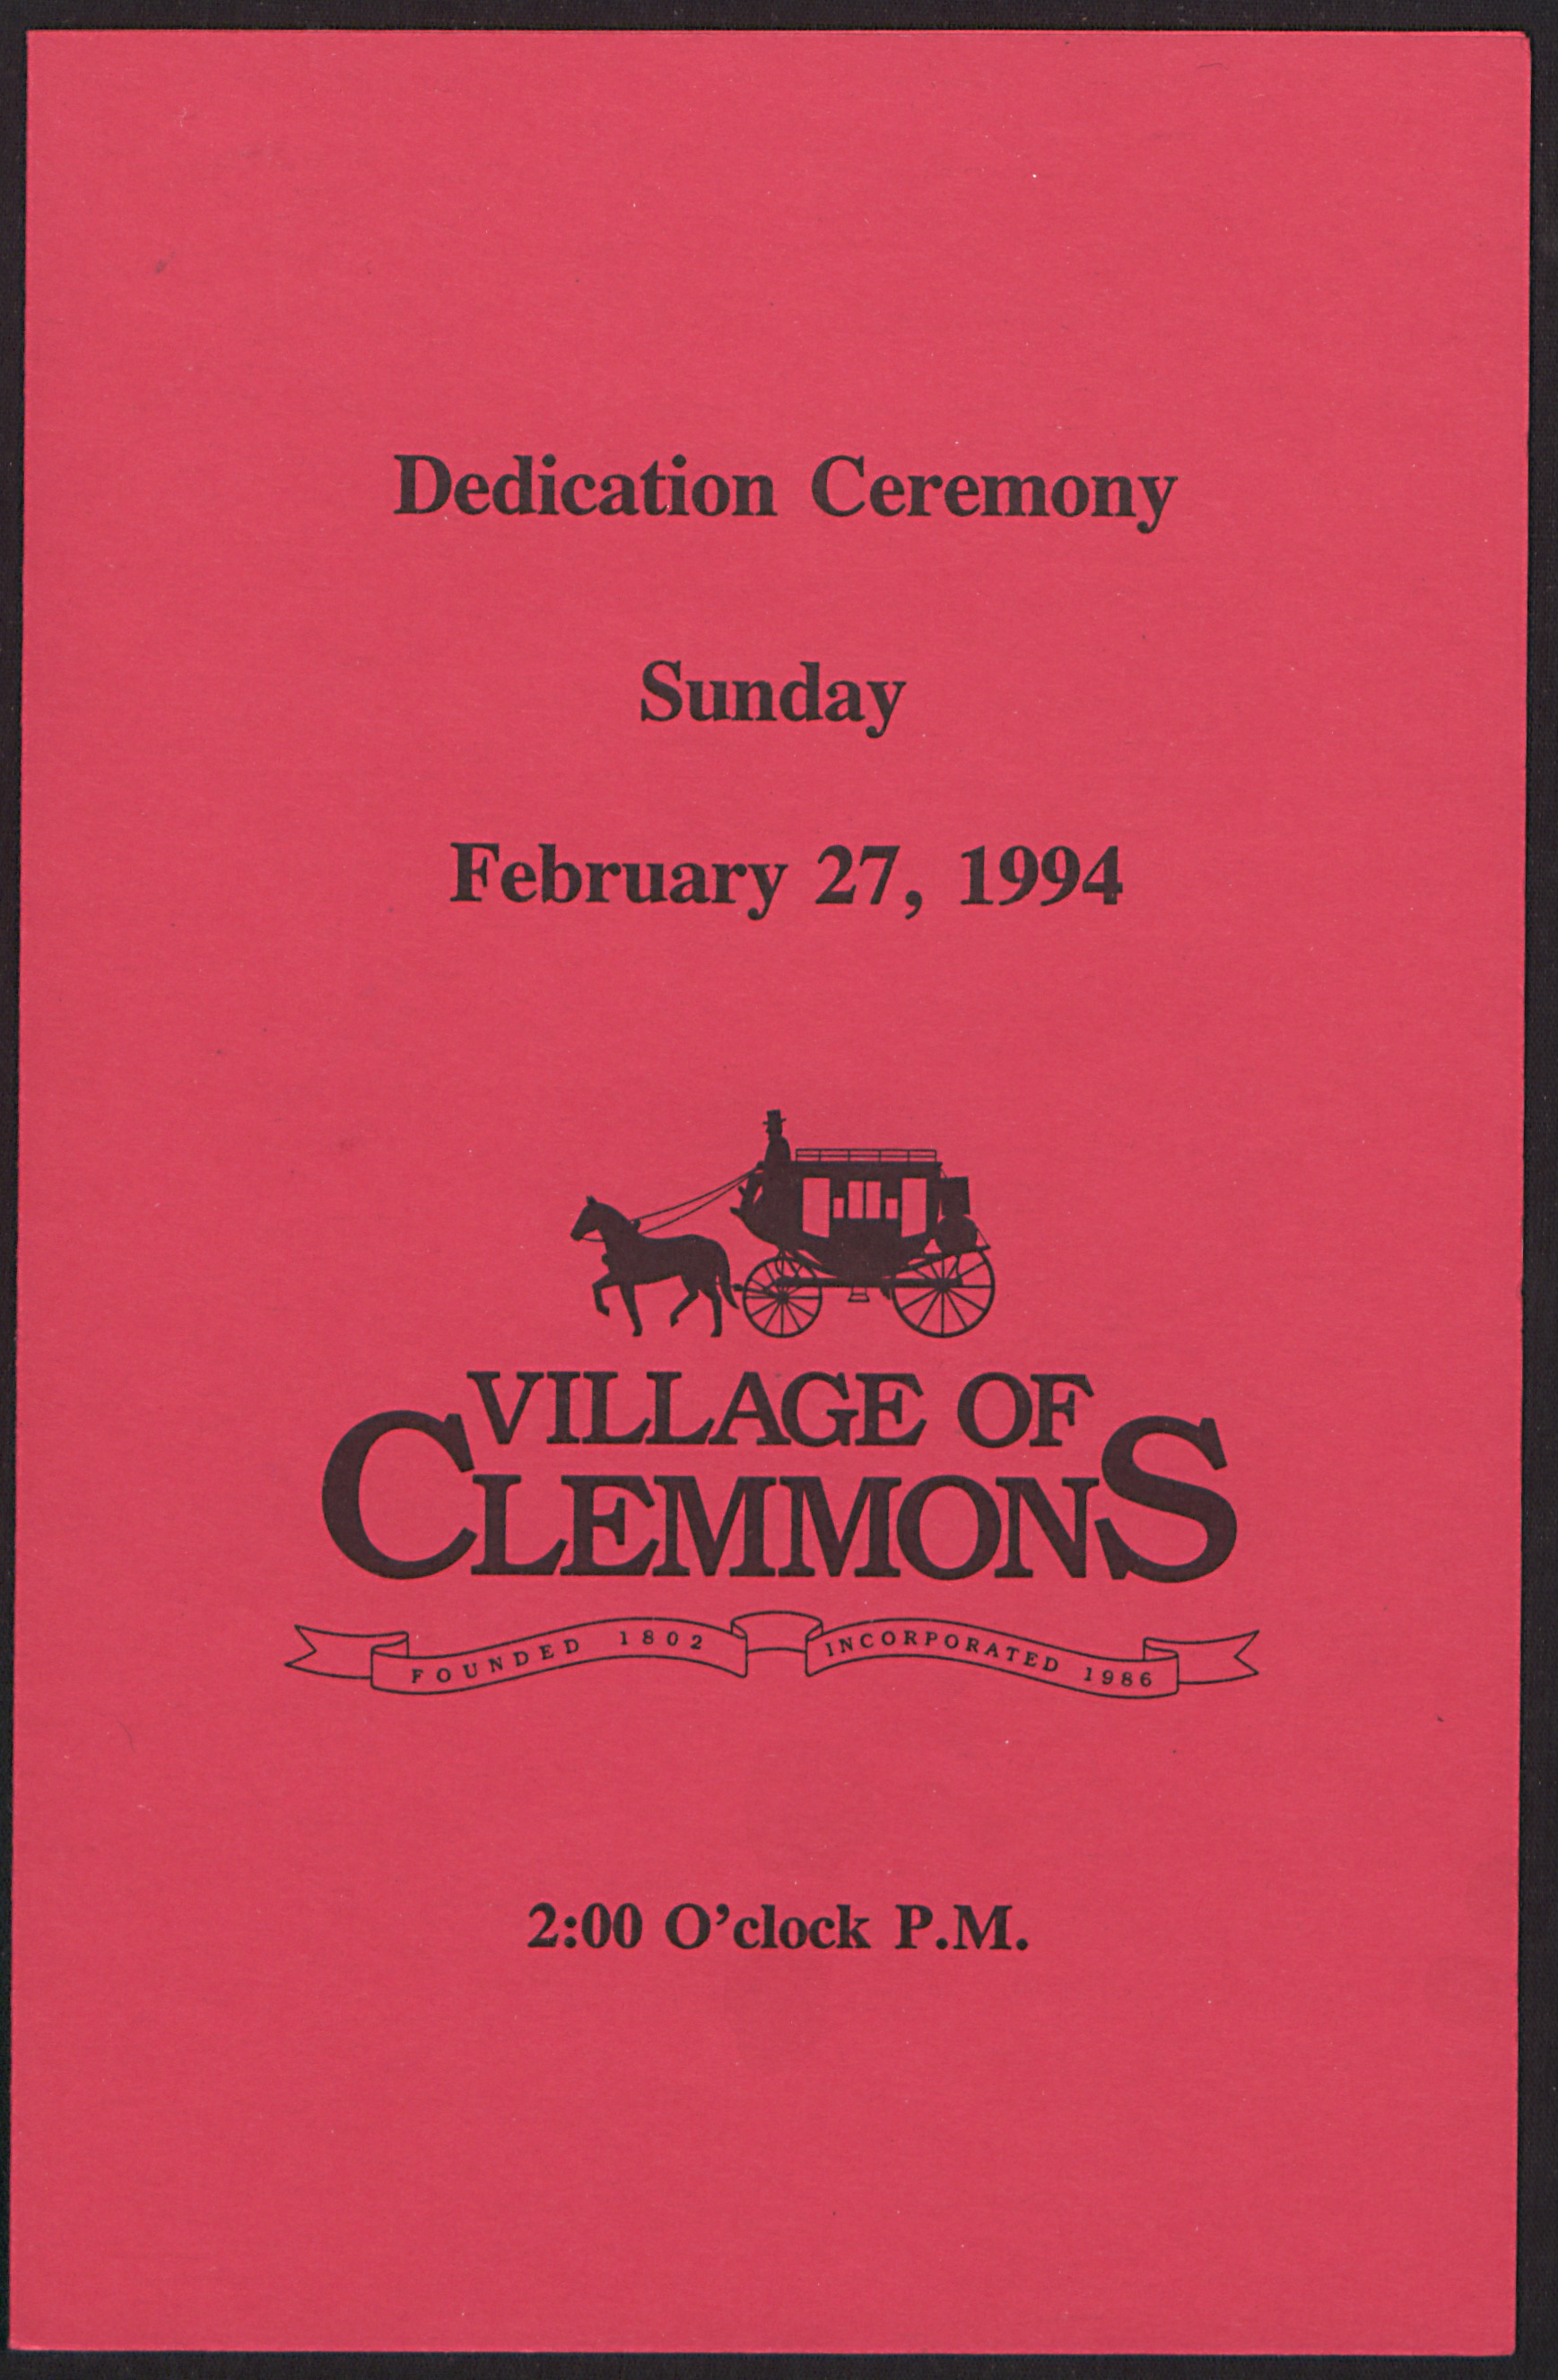 Dedication Ceremony
Sunday
February 27, 1994
VILLAGE OF
CLEMMONS
FOUNDED 1802 INCORPORATED 1986
2:00 O'clock P.M.